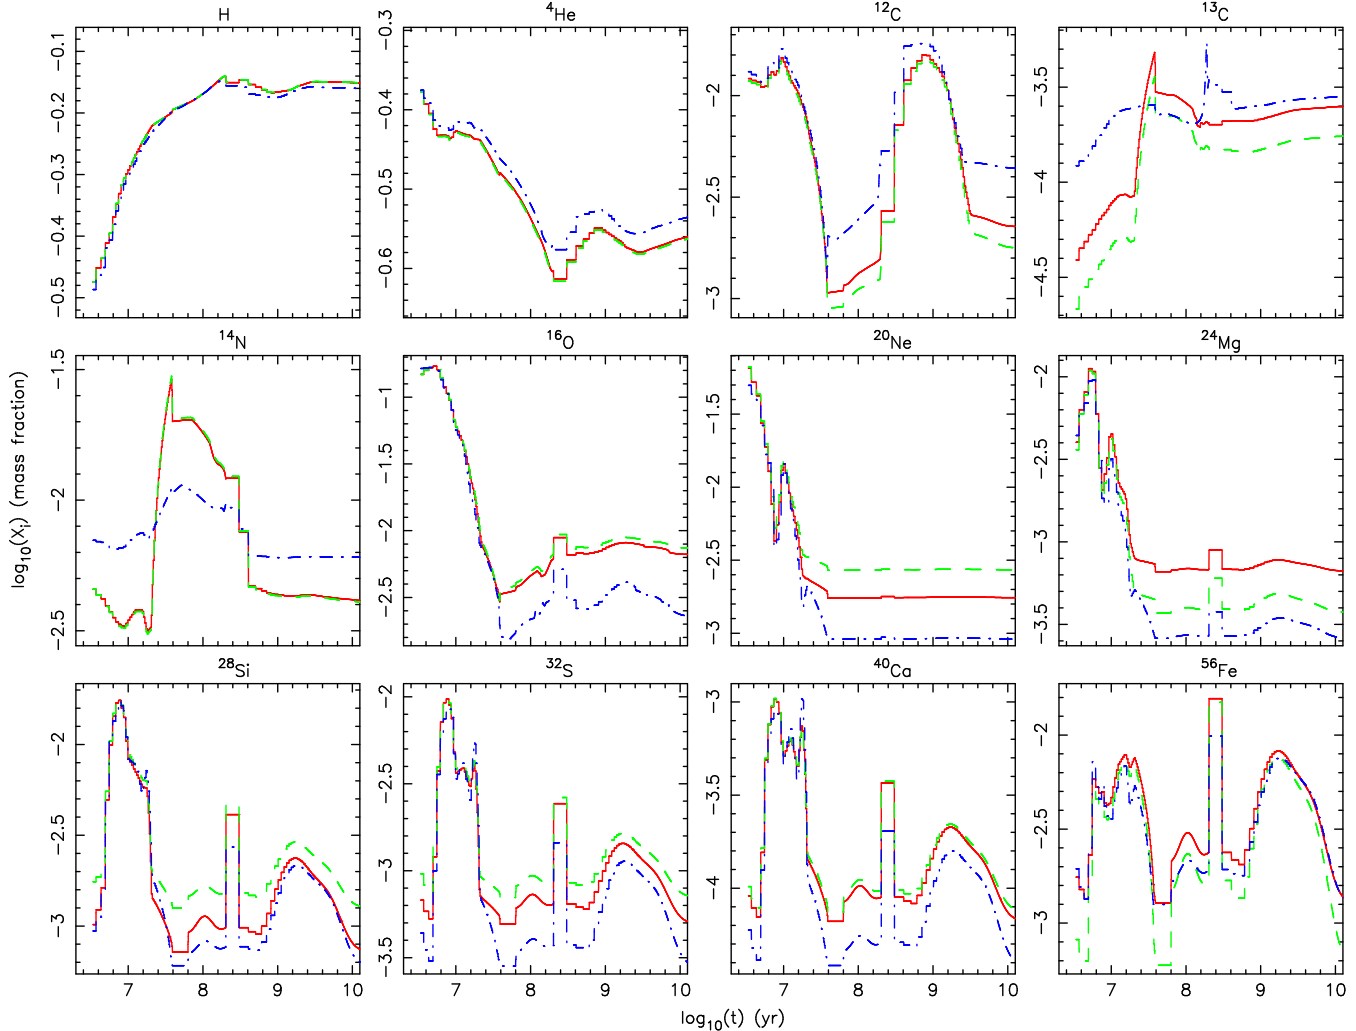 H ⁴He ¹²C ¹³C
−0.1 −0.2 −0.3 −0.4 −0.5
−0.3 −0.4 −0.5 −0.6
−2 −2.5 −3
−3.5 −4 −4.5
¹⁴N ¹⁶O ²⁰Ne ²⁴Mg
log₁₀(Xᵢ) (mass fraction)
−1.5 −2 −2.5
−1 −1.5 −2 −2.5
−1.5 −2 −2.5 −3
−2 −2.5 −3 −3.5
²⁸Si ³²S ⁴⁰Ca ⁵⁶Fe
−2 −2.5 −3
−2 −2.5 −3 −3.5
−3 −3.5 −4
−2 −2.5 −3
7 8 9 10 7 8 9 10 7 8 9 10 7 8 9 10
log₁₀(t) (yr)